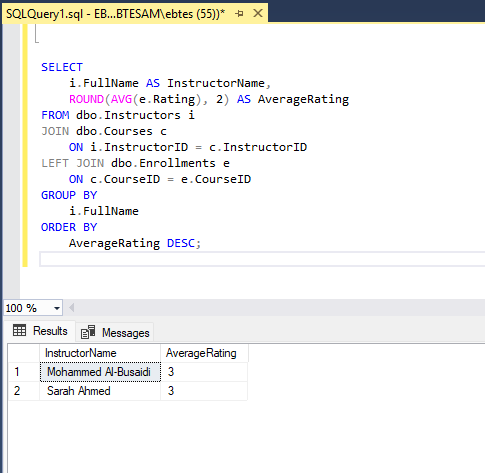 SQLQuery1.sql - EB...BTESAM\ebtes (55))*
SELECT
i.FullName AS InstructorName,
ROUND(AVG(e.Rating), 2) AS AverageRating
FROM dbo.Instructors i
JOIN dbo.Courses c
ON i.InstructorID = c.InstructorID
LEFT JOIN dbo.Enrollments e
ON c.CourseID = e.CourseID
GROUP BY
i.FullName
ORDER BY
AverageRating DESC;
100 %
Results Messages
InstructorName AverageRating
1 Mohammed Al-Busaidi 3
2 Sarah Ahmed 3